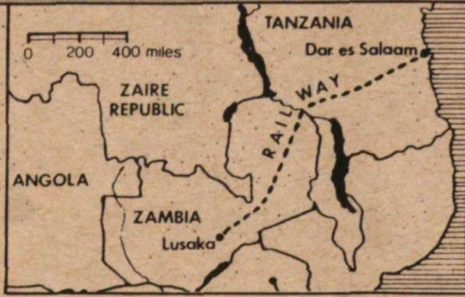 TANZANIA
0 200 400 miles
Dar es Salaam
ZAIRE
REPUBLIC
RAILWAY
ANGOLA
ZAMBIA
Lusaka